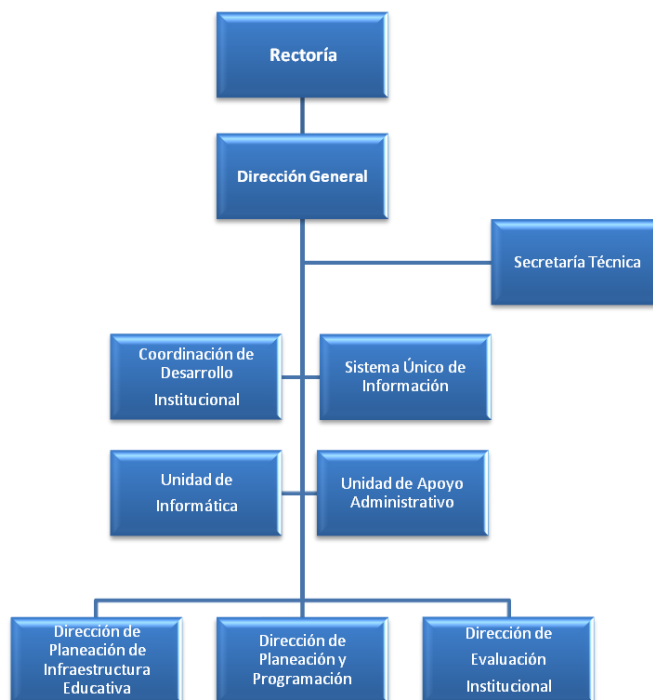 Rectoría
Dirección General
Secretaría Técnica
Coordinación de
Desarrollo
Institucional
Sistema Único de
Información
Unidad de
Informática
Unidad de Apoyo
Administrativo
Dirección de
Planeación de
Infraestructura
Educativa
Dirección de
Planeación y
Programación
Dirección de
Evaluación
Institucional